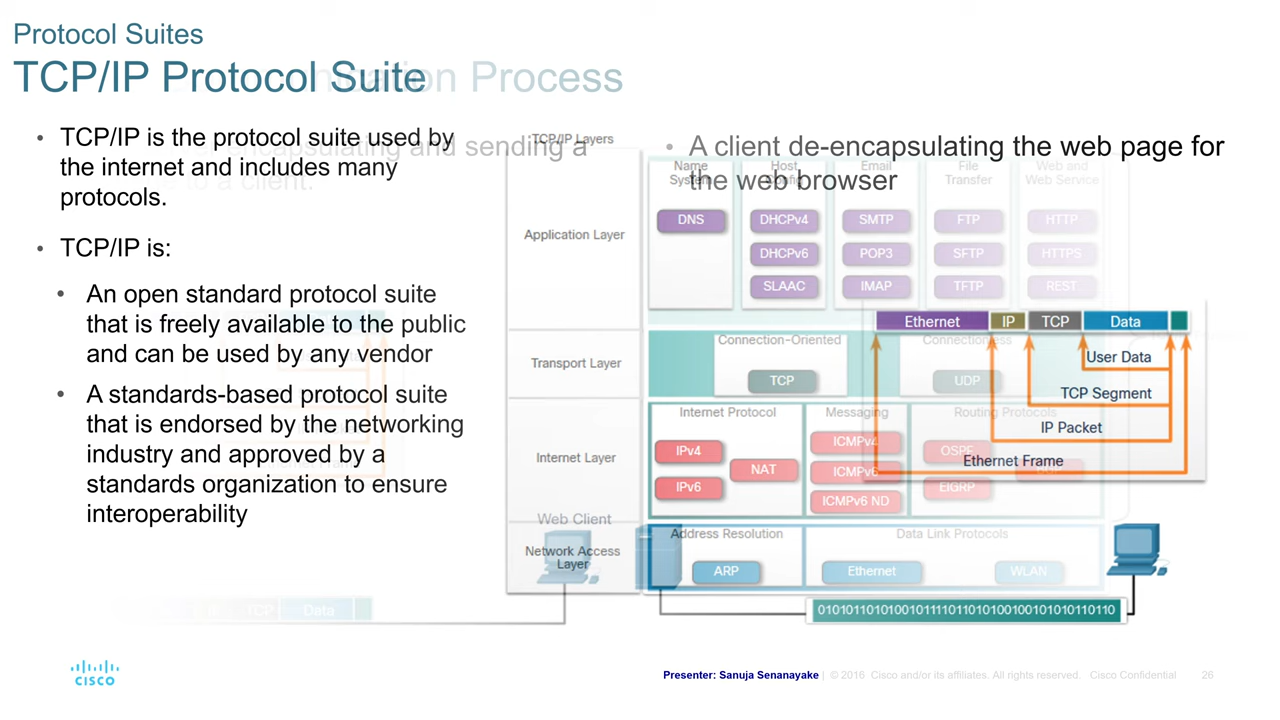 Protocol Suites
TCP/IP Protocol Suite
Process
• TCP/IP is the protocol suite used by
the internet and includes many
protocols.
encapsulating and sending a
to a client.
• TCP/IP is:
• An open standard protocol suite
that is freely available to the public
and can be used by any vendor
• A standards-based protocol suite
that is endorsed by the networking
industry and approved by a
standards organization to ensure
interoperability
• A client de-encapsulating the web page for
the web browser
TCP/IP Layers
Application Layer
Transport Layer
Internet Layer
Web Client
Network Access
Layer
Name
System
DNS
Host
Config
DHCPv4
DHCPv6
SLAAC
Email
SMTP
POP3
IMAP
File
Transfer
FTP
SFTP
TFTP
Web and
Web Service
HTTP
HTTPS
REST
Connection-Oriented
TCP
Connectionless
UDP
Internet Protocol
IPv4
IPv6
NAT
Messaging
ICMPv4
ICMPv6
ICMPv6 ND
Routing Protocols
OSPF
EIGRP
Address Resolution
ARP
Data Link Protocols
Ethernet
WLAN
Ethernet IP TCP Data
User Data
TCP Segment
IP Packet
Ethernet Frame
TCP Data
CISCO
Presenter: Sanuja Senanayake | © 2016 Cisco and/or its affiliates. All rights reserved. Cisco Confidential 26